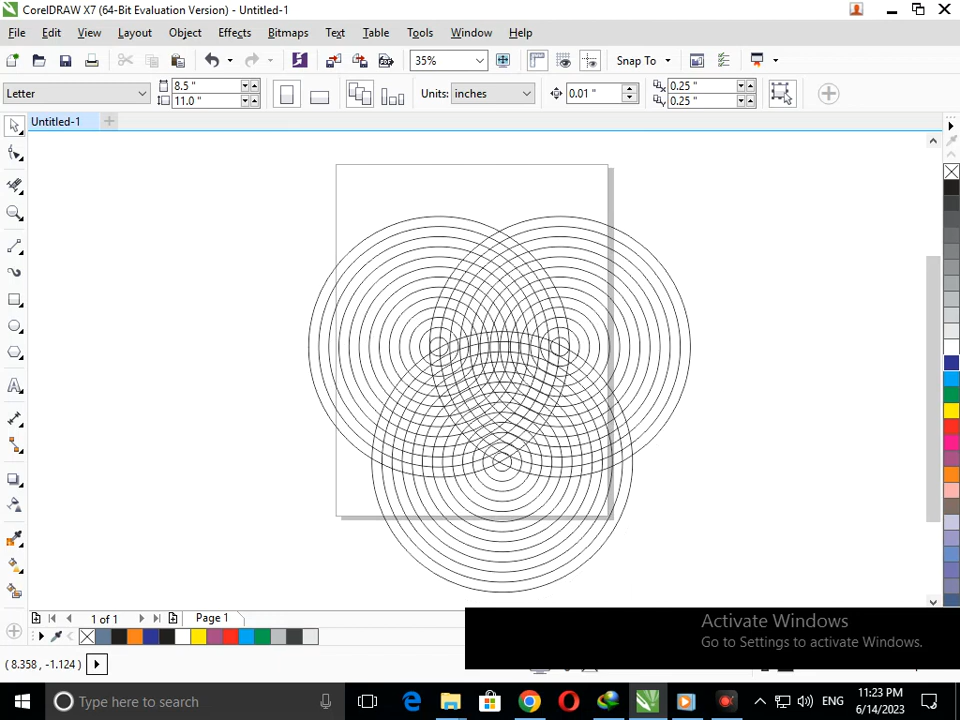 CorelDRAW X7 (64-Bit Evaluation Version) - Untitled-1
File Edit View Layout Object Effects Bitmaps Text Table Tools Window Help
35% Snap To
Letter 8.5 " 11.0 " Units: inches 0.01 " 0.25 " 0.25 "
Untitled-1
1 of 1 Page 1
Activate Windows
Go to Settings to activate Windows.
( 8.358 , -1.124 )
Type here to search
ENG
11:23 PM
6/14/2023